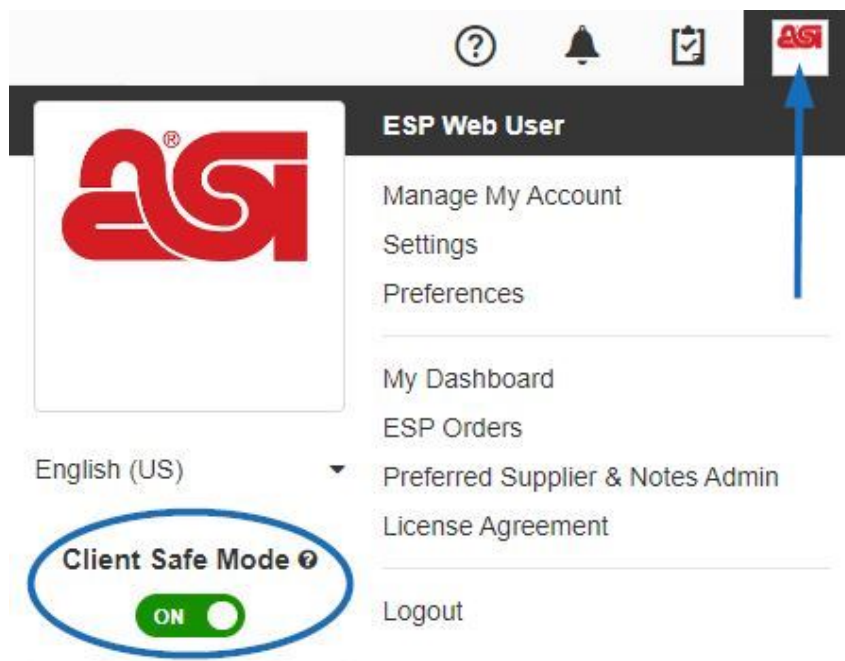 asi
asi®
ESP Web User
Manage My Account
Settings
Preferences
My Dashboard
ESP Orders
Preferred Supplier & Notes Admin
License Agreement
Logout
English (US)
Client Safe Mode ?
ON